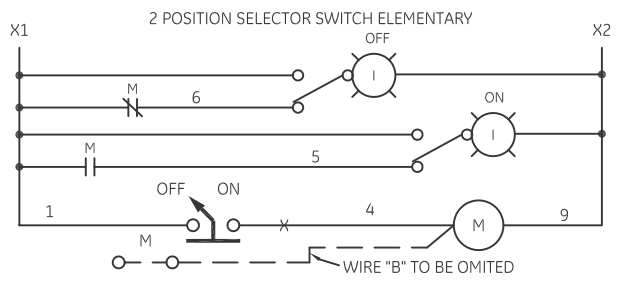 2 POSITION SELECTOR SWITCH ELEMENTARY
X1
X2
OFF
I
M
6
ON
I
M
5
OFF ON
1
X
4
M
9
M
WIRE "B" TO BE OMITED